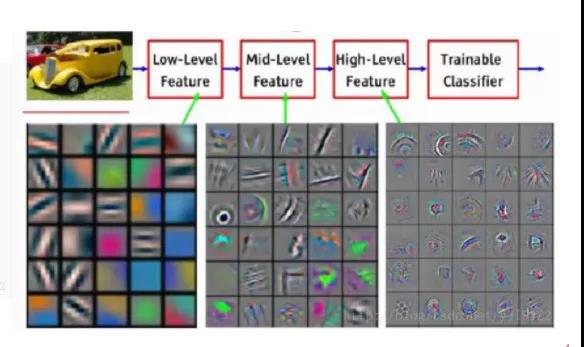 Low-Level
Feature
Mid-Level
Feature
High-Level
Feature
Trainable
Classifier